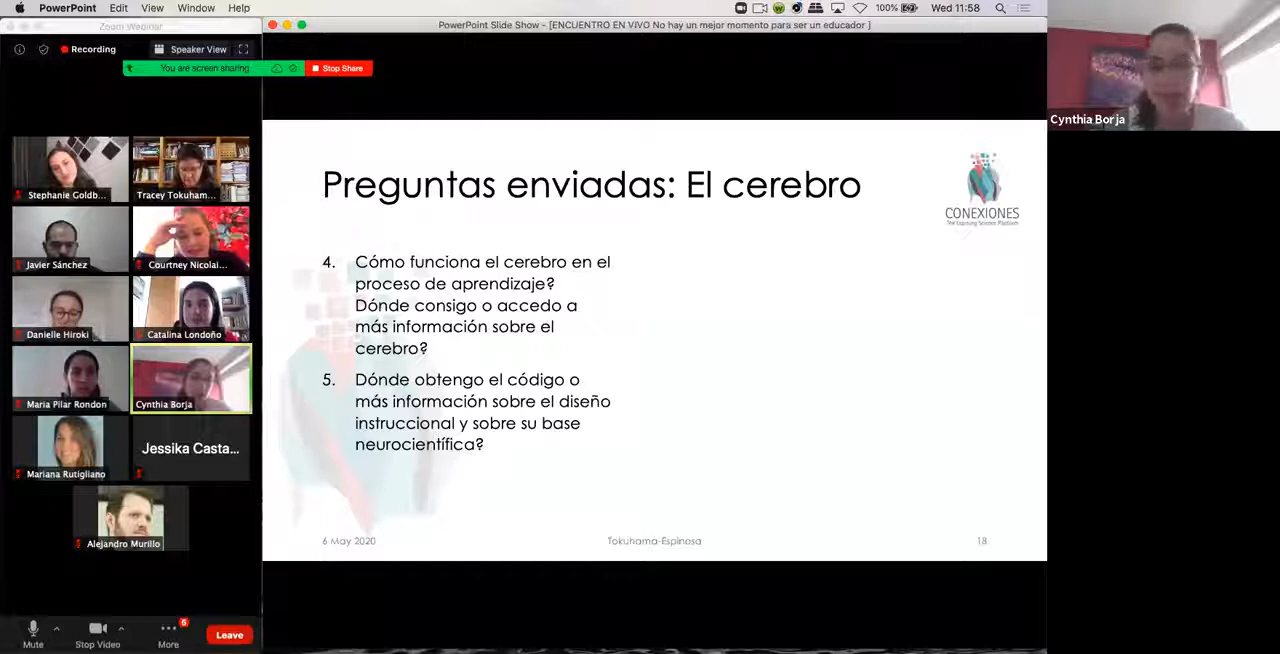 PowerPoint Edit View Window Help
100% Wed 11:58
Zoom Webinar
PowerPoint Slide Show - [ENCUENTRO EN VIVO No hay un mejor momento para ser un educador ]
Recording
Speaker View
You are screen sharing
Stop Share
Cynthia Borja
Stephanie Goldb...
Tracey Tokuham...
Javier Sánchez
Courtney Nicolai...
Danielle Hiroki
Catalina Londoño
Maria Pilar Rondon
Cynthia Borja
Mariana Rutigliano
Jessika Casta...
Alejandro Murillo
Mute
Stop Video
5
More
Leave
Preguntas enviadas: El cerebro
CONEXIONES
The Learning Science Platform
4. Cómo funciona el cerebro en el
proceso de aprendizaje?
Dónde consigo o accedo a
más información sobre el
cerebro?
5. Dónde obtengo el código o
más información sobre el diseño
instruccional y sobre su base
neurocientífica?
6 May 2020
Tokuhama-Espinosa
18